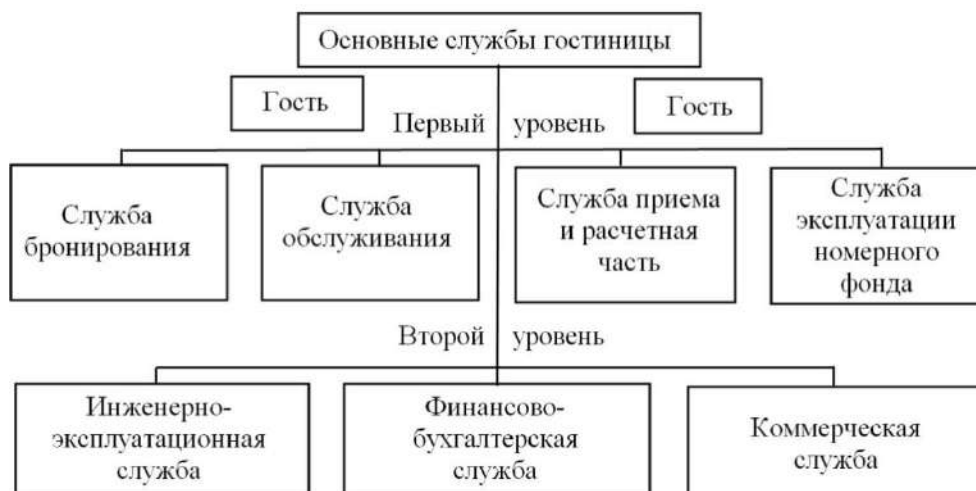 Основные службы гостиницы
Гость
Гость
Первый уровень
Служба
бронирования
Служба
обслуживания
Служба приема
и расчетная
часть
Служба
эксплуатации
номерного
фонда
Второй уровень
Инженерно-
эксплуатационная
служба
Финансово-
бухгалтерская
служба
Коммерческая
служба